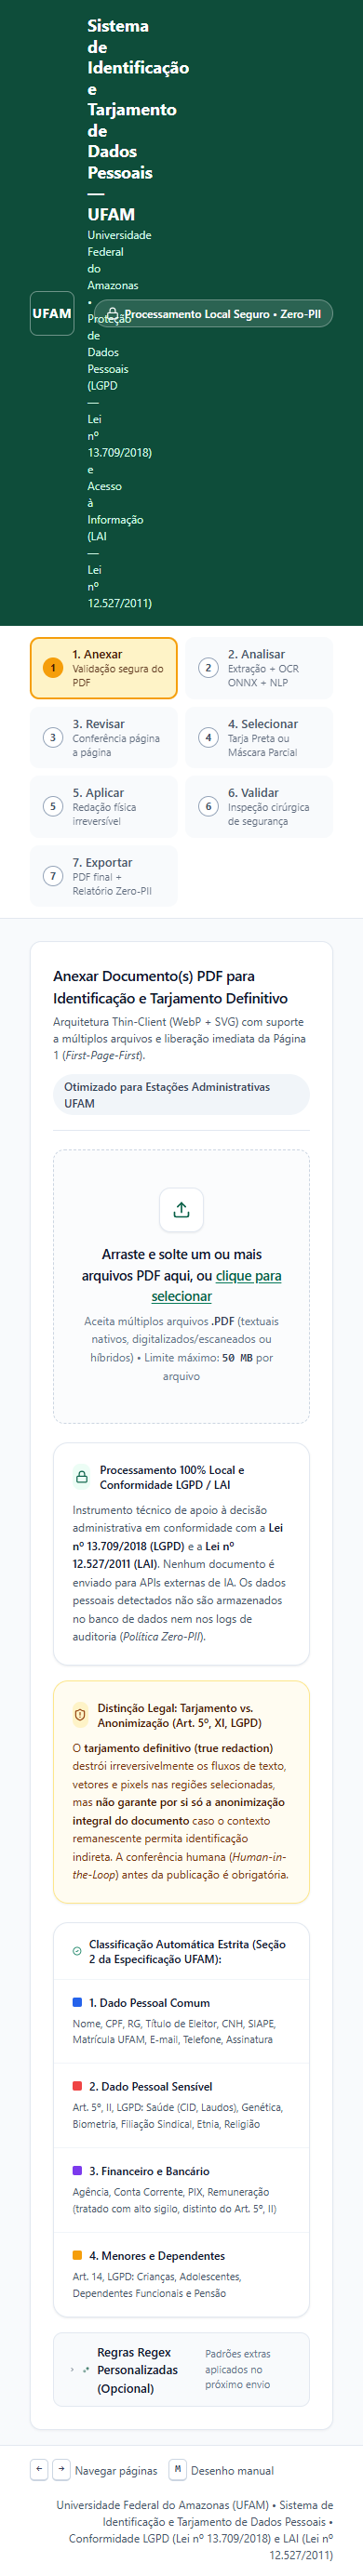 Sistema
de
Identificação
e
Tarjamento
de
Dados
Pessoais
—
UFAM
Universidade
Federal
do
Amazonas
•
Proteção
de
Dados
Pessoais
(LGPD
—
Lei
nº
13.709/2018)
e
Acesso
à
Informação
(LAI
—
Lei
nº
12.527/2011)
UFAM
Processamento Local Seguro • Zero-PII
1
1. Anexar
Validação segura do
PDF
2
2. Analisar
Extração + OCR
ONNX + NLP
3
3. Revisar
Conferência página
a página
4
4. Selecionar
Tarja Preta ou
Máscara Parcial
5
5. Aplicar
Redação física
irreversível
6
6. Validar
Inspeção cirúrgica
de segurança
7
7. Exportar
PDF final +
Relatório Zero-PII
Anexar Documento(s) PDF para
Identificação e Tarjamento Definitivo
Arquitetura Thin-Client (WebP + SVG) com suporte
a múltiplos arquivos e liberação imediata da Página
1 (First-Page-First).
Otimizado para Estações Administrativas
UFAM
Arraste e solte um ou mais
arquivos PDF aqui, ou clique para
selecionar
Aceita múltiplos arquivos .PDF (textuais
nativos, digitalizados/escaneados ou
híbridos) • Limite máximo: 50 MB por
arquivo
Processamento 100% Local e
Conformidade LGPD / LAI
Instrumento técnico de apoio à decisão
administrativa em conformidade com a Lei
nº 13.709/2018 (LGPD) e a Lei nº
12.527/2011 (LAI). Nenhum documento é
enviado para APIs externas de IA. Os dados
pessoais detectados não são armazenados
no banco de dados nem nos logs de
auditoria (Política Zero-PII).
Distinção Legal: Tarjamento vs.
Anonimização (Art. 5º, XI, LGPD)
O tarjamento definitivo (true redaction)
destrói irreversivelmente os fluxos de texto,
vetores e pixels nas regiões selecionadas,
mas não garante por si só a anonimização
integral do documento caso o contexto
remanescente permita identificação
indireta. A conferência humana (Human-in-
the-Loop) antes da publicação é obrigatória.
Classificação Automática Estrita (Seção
2 da Especificação UFAM):
1. Dado Pessoal Comum
Nome, CPF, RG, Título de Eleitor, CNH, SIAPE,
Matrícula UFAM, E-mail, Telefone, Assinatura
2. Dado Pessoal Sensível
Art. 5º, II, LGPD: Saúde (CID, Laudos), Genética,
Biometria, Filiação Sindical, Etnia, Religião
3. Financeiro e Bancário
Agência, Conta Corrente, PIX, Remuneração
(tratado com alto sigilo, distinto do Art. 5º, II)
4. Menores e Dependentes
Art. 14, LGPD: Crianças, Adolescentes,
Dependentes Funcionais e Pensão
Regras Regex
Personalizadas
(Opcional)
Padrões extras
aplicados no
próximo envio
← → Navegar páginas M Desenho manual
Universidade Federal do Amazonas (UFAM) • Sistema de
Identificação e Tarjamento de Dados Pessoais •
Conformidade LGPD (Lei nº 13.709/2018) e LAI (Lei nº
12.527/2011)